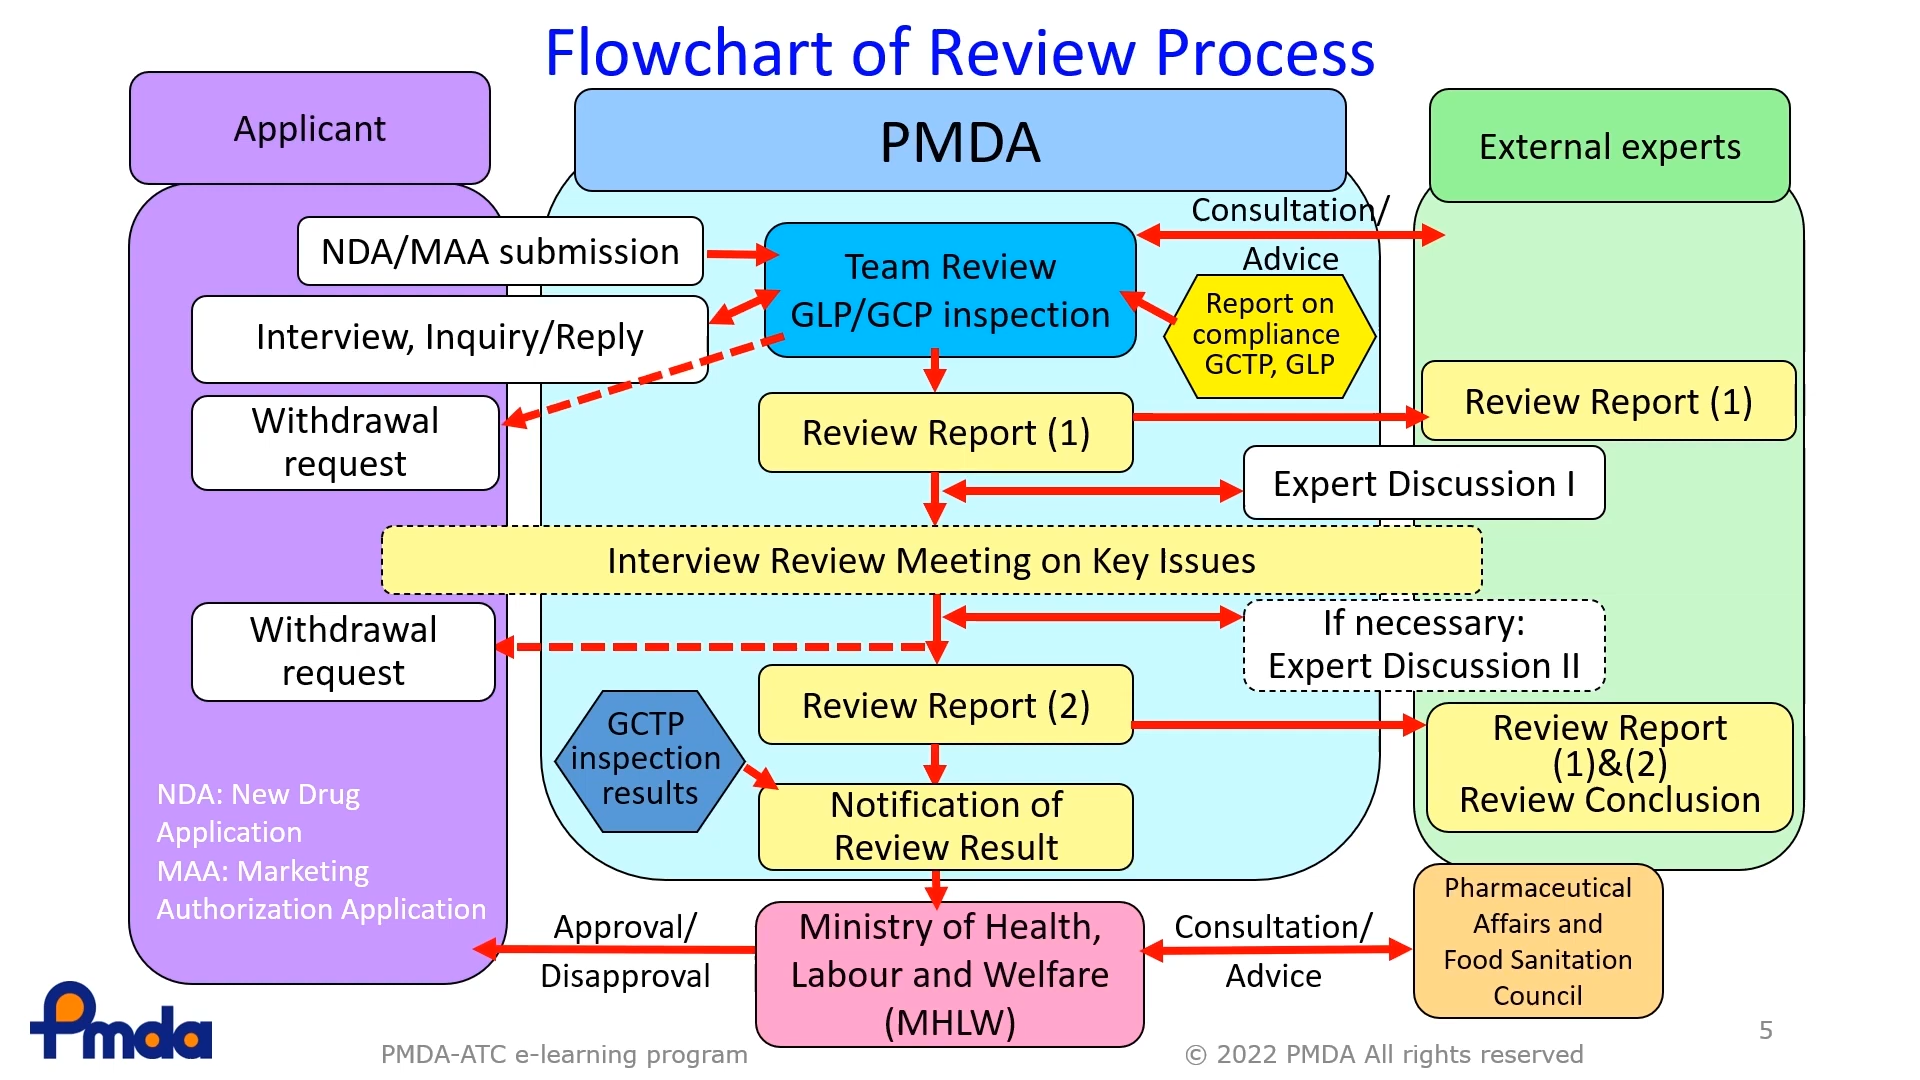 Flowchart of Review Process
Applicant
PMDA
External experts
NDA/MAA submission
Interview, Inquiry/Reply
Withdrawal
request
Team Review
GLP/GCP inspection
Consultation/
Advice
Report on
compliance
GCTP, GLP
Review Report (1)
Review Report (1)
Expert Discussion I
Interview Review Meeting on Key Issues
Withdrawal
request
If necessary:
Expert Discussion II
Review Report (2)
GCTP
inspection
results
Review Report
(1)&(2)
Review Conclusion
Notification of
Review Result
NDA: New Drug
Application
MAA: Marketing
Authorization Application
Approval/
Disapproval
Ministry of Health,
Labour and Welfare
(MHLW)
Consultation/
Advice
Pharmaceutical
Affairs and
Food Sanitation
Council
Pmda
PMDA-ATC e-learning program
© 2022 PMDA All rights reserved
5